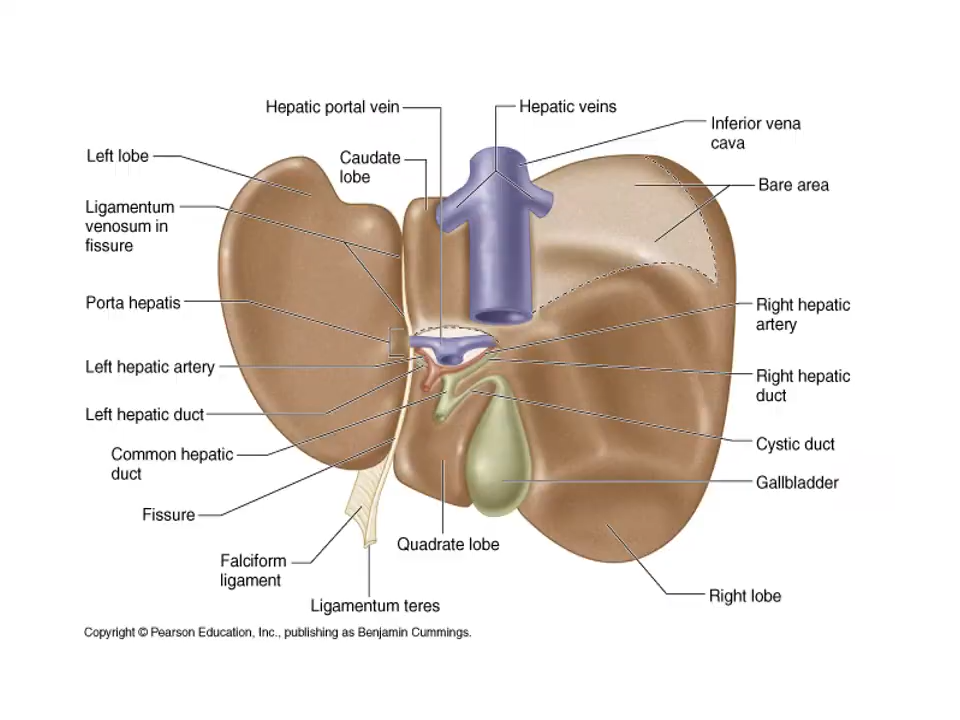 Hepatic portal vein
Hepatic veins
Inferior vena
cava
Left lobe
Caudate
lobe
Bare area
Ligamentum
venosum in
fissure
Porta hepatis
Right hepatic
artery
Left hepatic artery
Right hepatic
duct
Left hepatic duct
Cystic duct
Common hepatic
duct
Gallbladder
Fissure
Quadrate lobe
Falciform
ligament
Right lobe
Ligamentum teres
Copyright © Pearson Education, Inc., publishing as Benjamin Cummings.